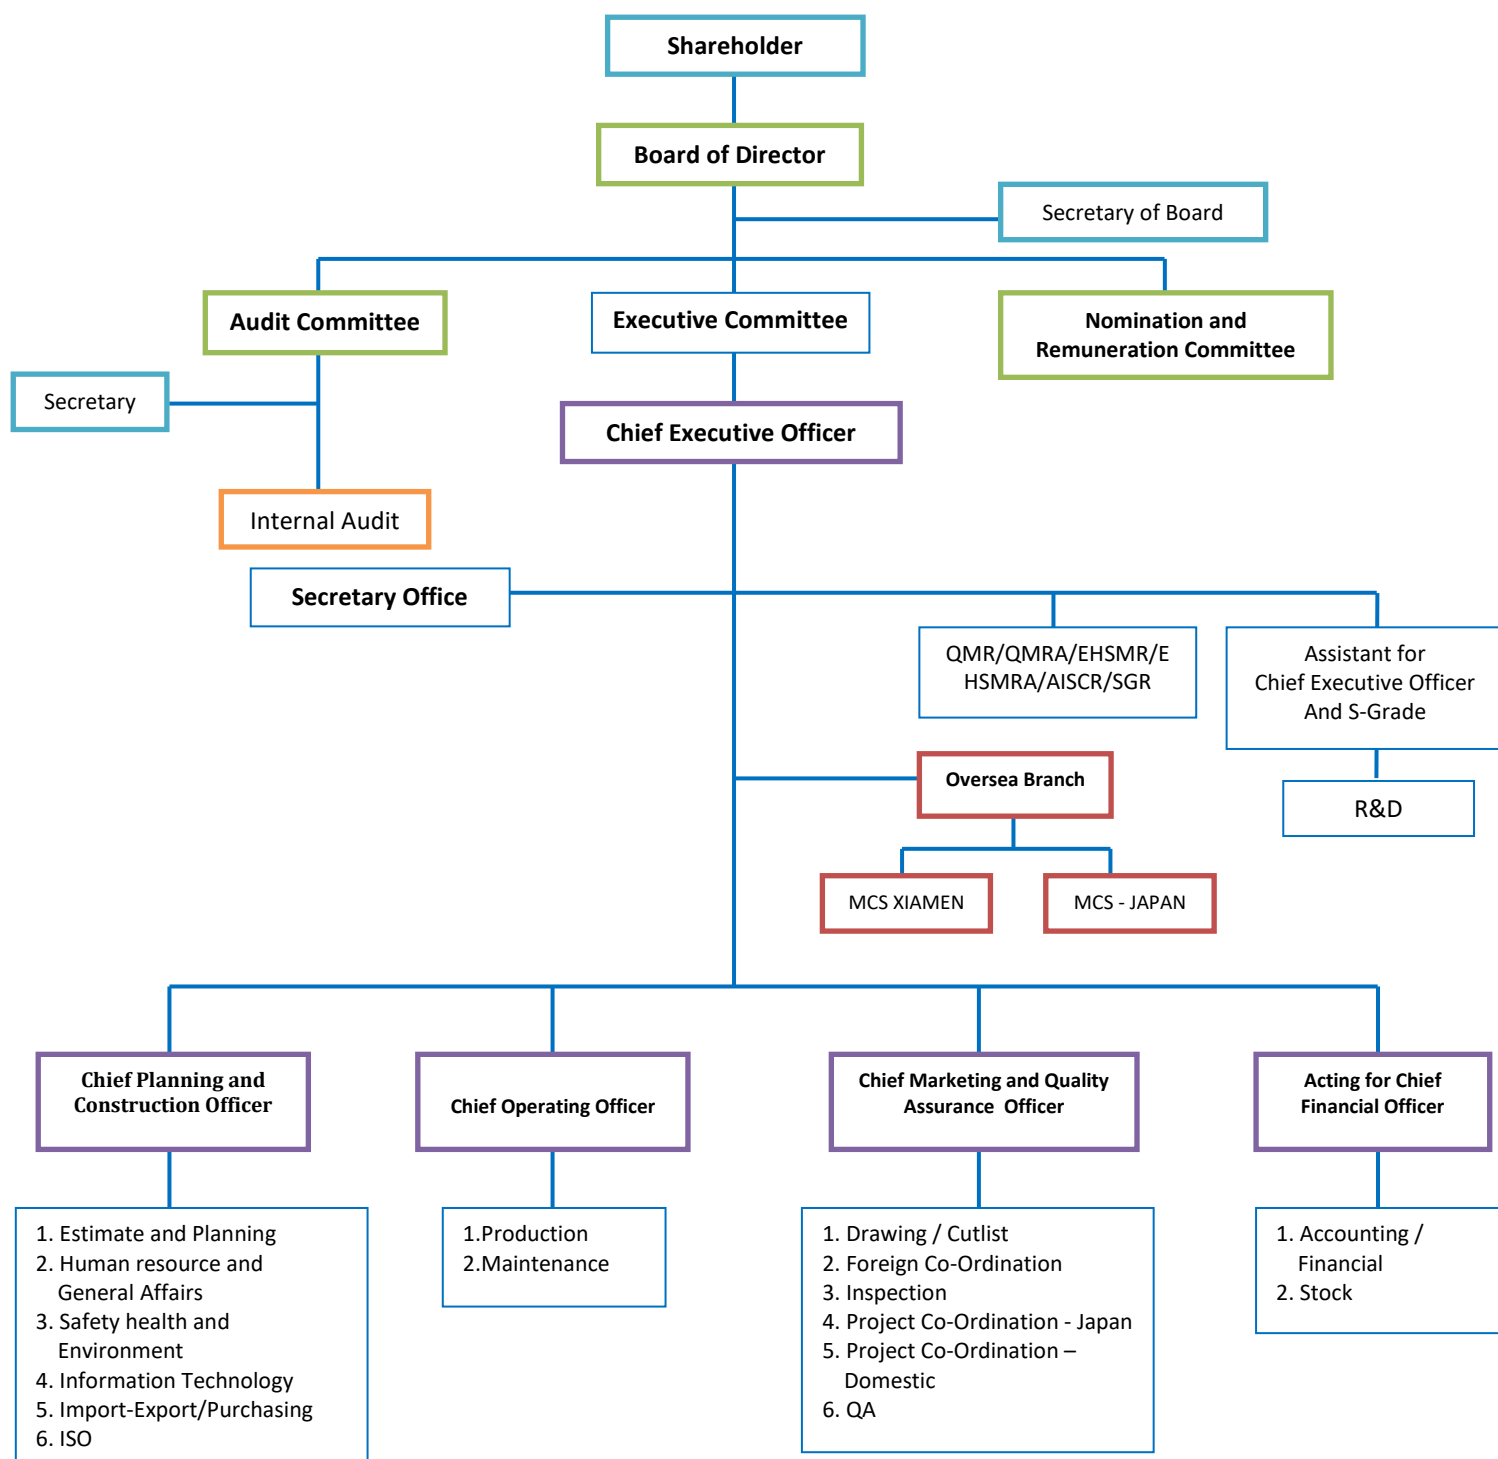 Shareholder
Board of Director
Secretary of Board
Audit Committee
Executive Committee
Nomination and
Remuneration Committee
Secretary
Chief Executive Officer
Internal Audit
Secretary Office
QMR/QMRA/EHSMR/E
HSMRA/AISCR/SGR
Assistant for
Chief Executive Officer
And S-Grade
Oversea Branch
R&D
MCS XIAMEN
MCS - JAPAN
Chief Planning and
Construction Officer
Chief Operating Officer
Chief Marketing and Quality
Assurance  Officer
Acting for Chief
Financial Officer
1. Estimate and Planning
2. Human resource and
General Affairs
3. Safety health and
Environment
4. Information Technology
5. Import-Export/Purchasing
6. ISO
1.Production
2.Maintenance
1. Drawing / Cutlist
2. Foreign Co-Ordination
3. Inspection
4. Project Co-Ordination - Japan
5. Project Co-Ordination –
Domestic
6. QA
1. Accounting /
Financial
2. Stock